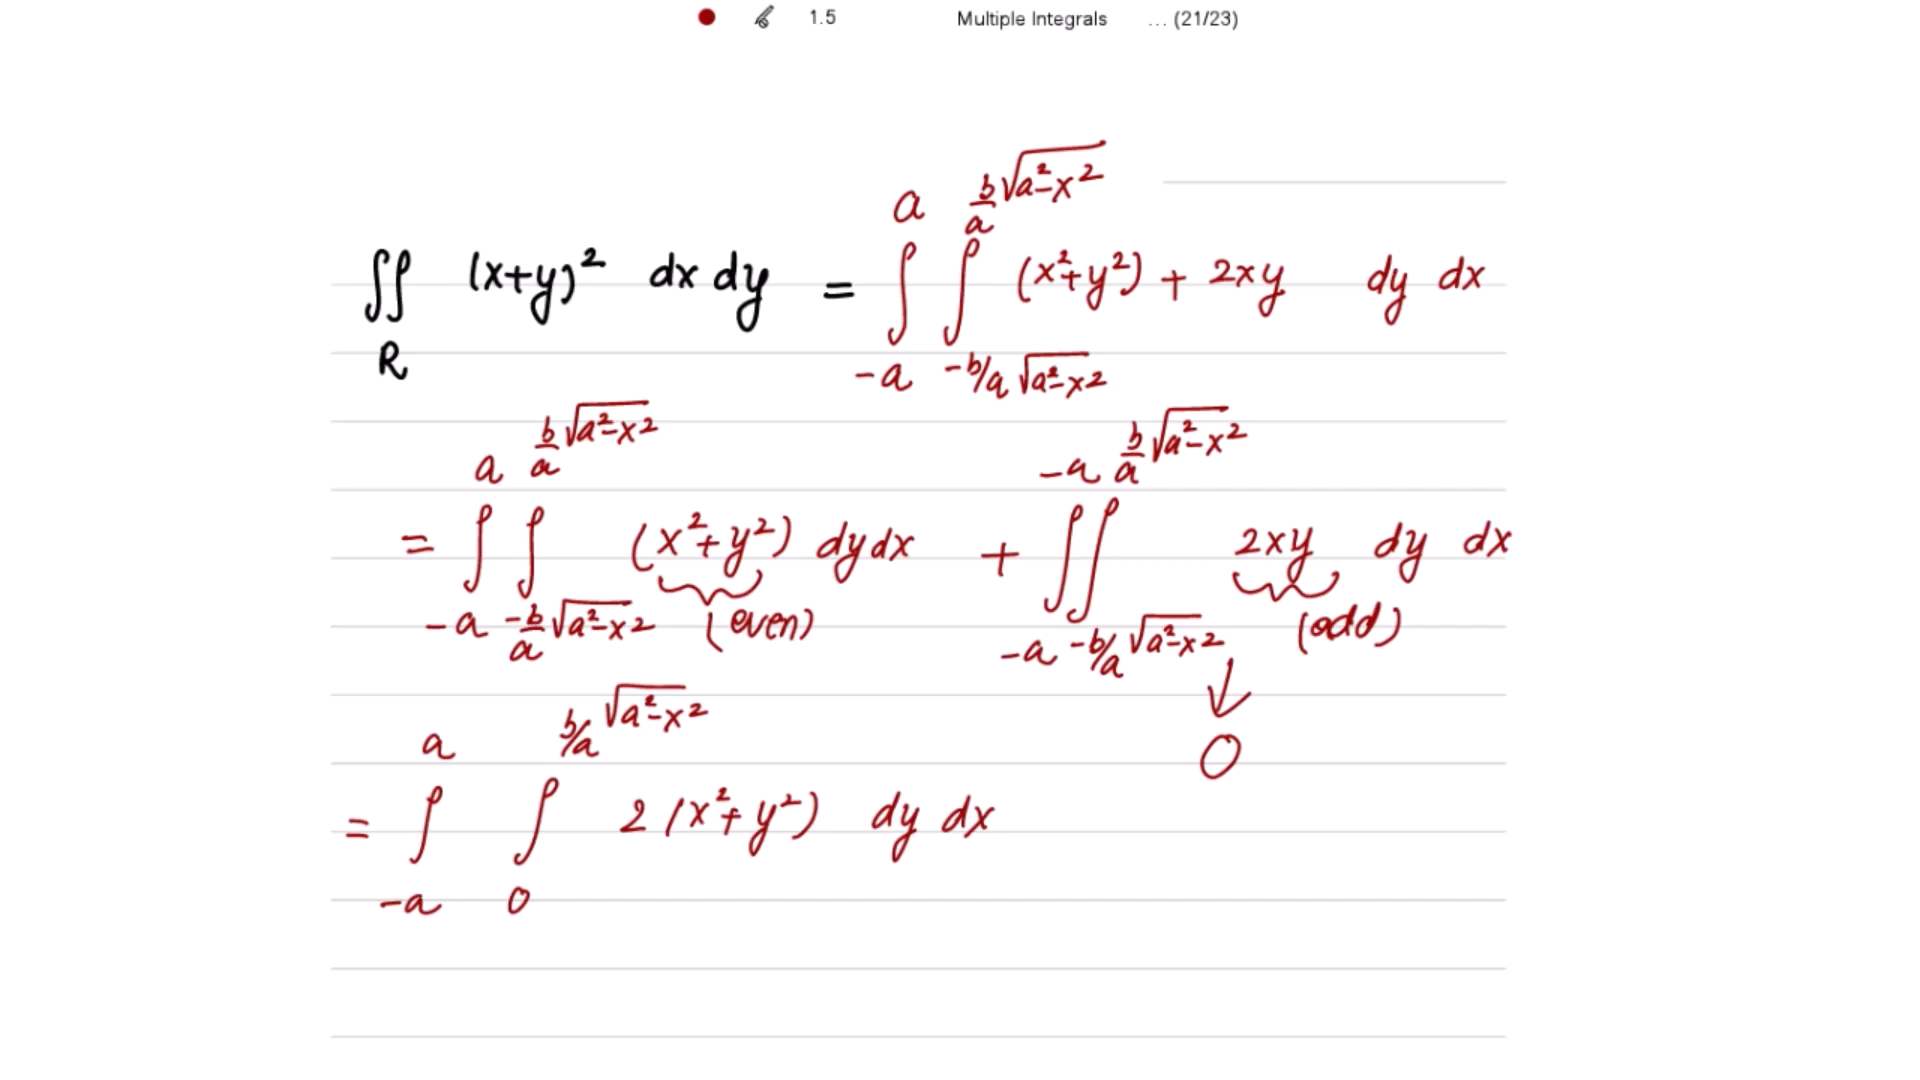 1.5 Multiple Integrals ... (21/23)
∬_R (x+y)² dx dy = ∫_{-a}^{a} ∫_{-b/a √(a²-x²)}^{b/a √(a²-x²)} (x²+y²) + 2xy dy dx
= ∫_{-a}^{a} ∫_{-b/a √(a²-x²)}^{b/a √(a²-x²)} (x²+y²) dy dx + ∫_{-a}^{-a} ∫_{-b/a √(a²-x²)}^{b/a √(a²-x²)} 2xy dy dx
(even) (odd)
↓
0
= ∫_{-a}^{a} ∫_{0}^{b/a √(a²-x²)} 2(x²+y²) dy dx